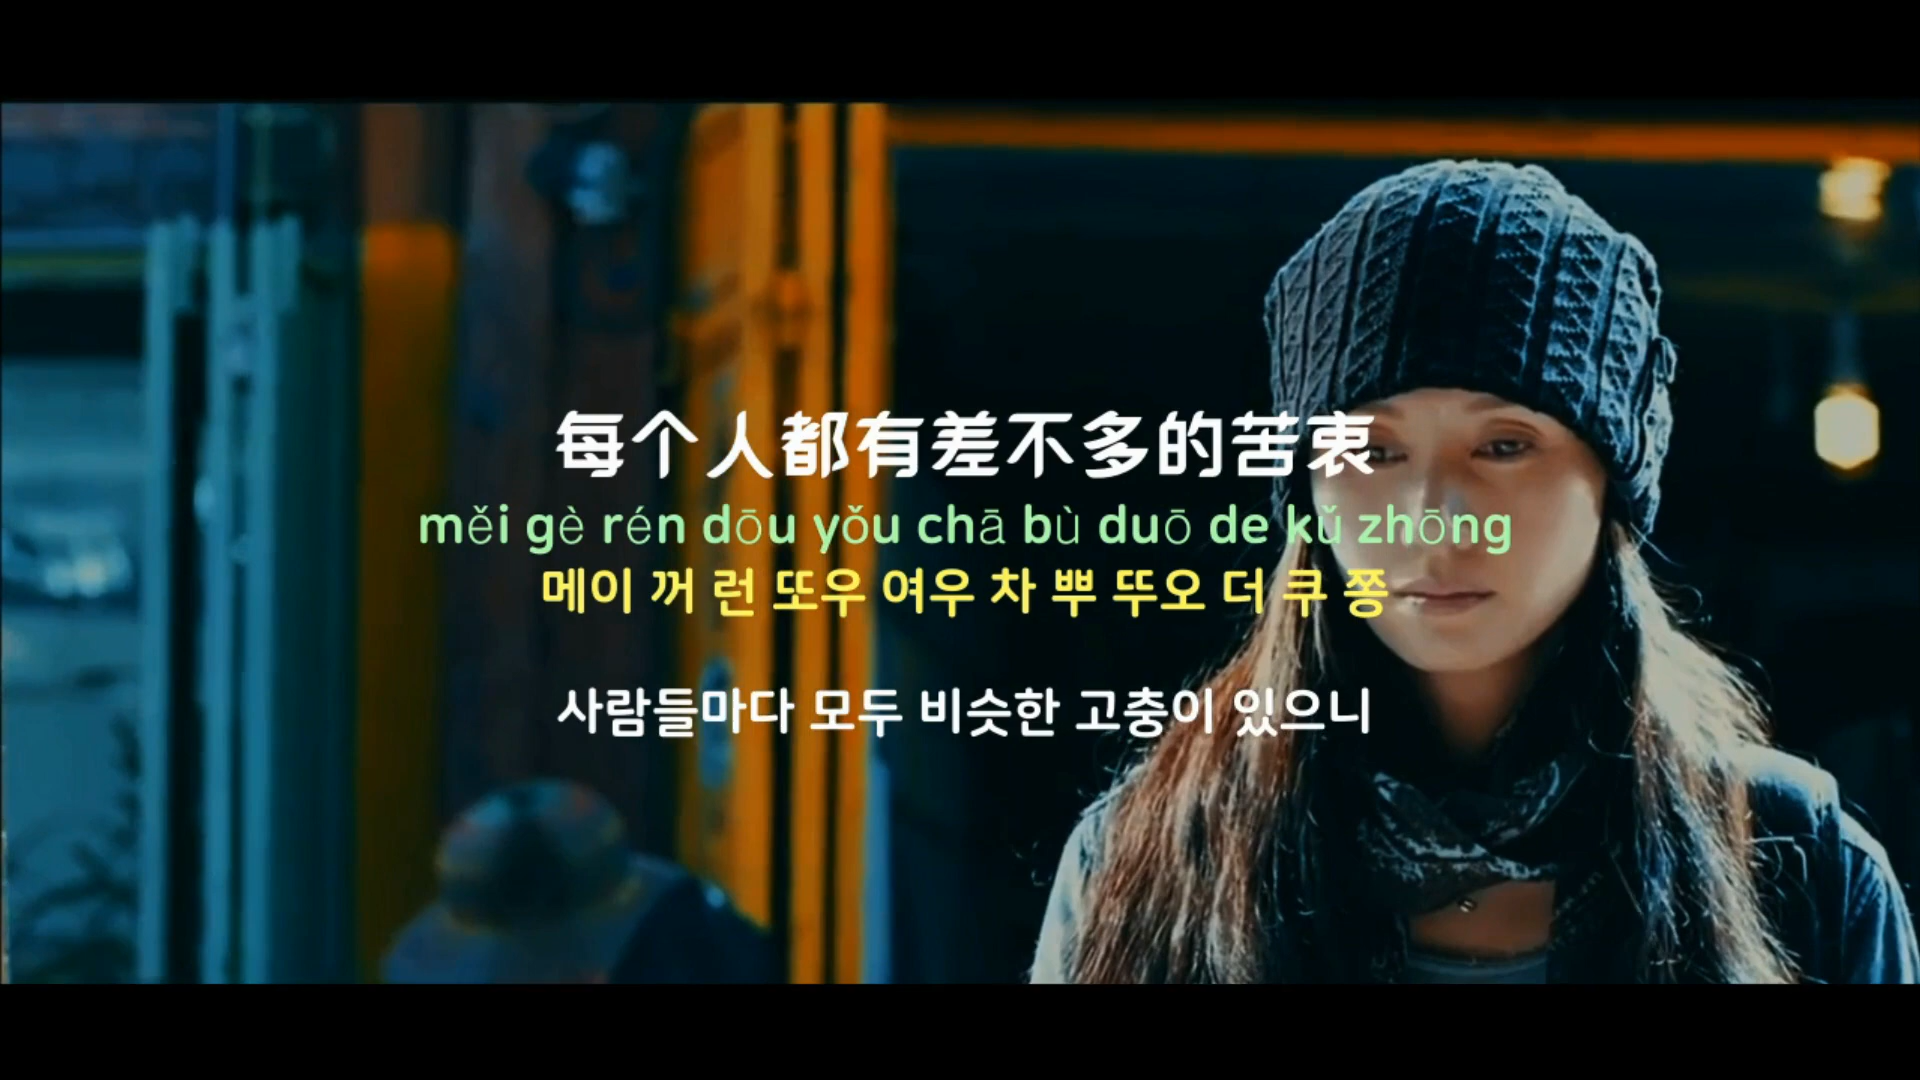 每个人都有差不多的苦衷
měi gè rén dōu yǒu chā bù duō de kǔ zhōng
메이 꺼 런 또우 여우 차 뿌 뚜오 더 쿠 쫑
사람들마다 모두 비슷한 고충이 있으니